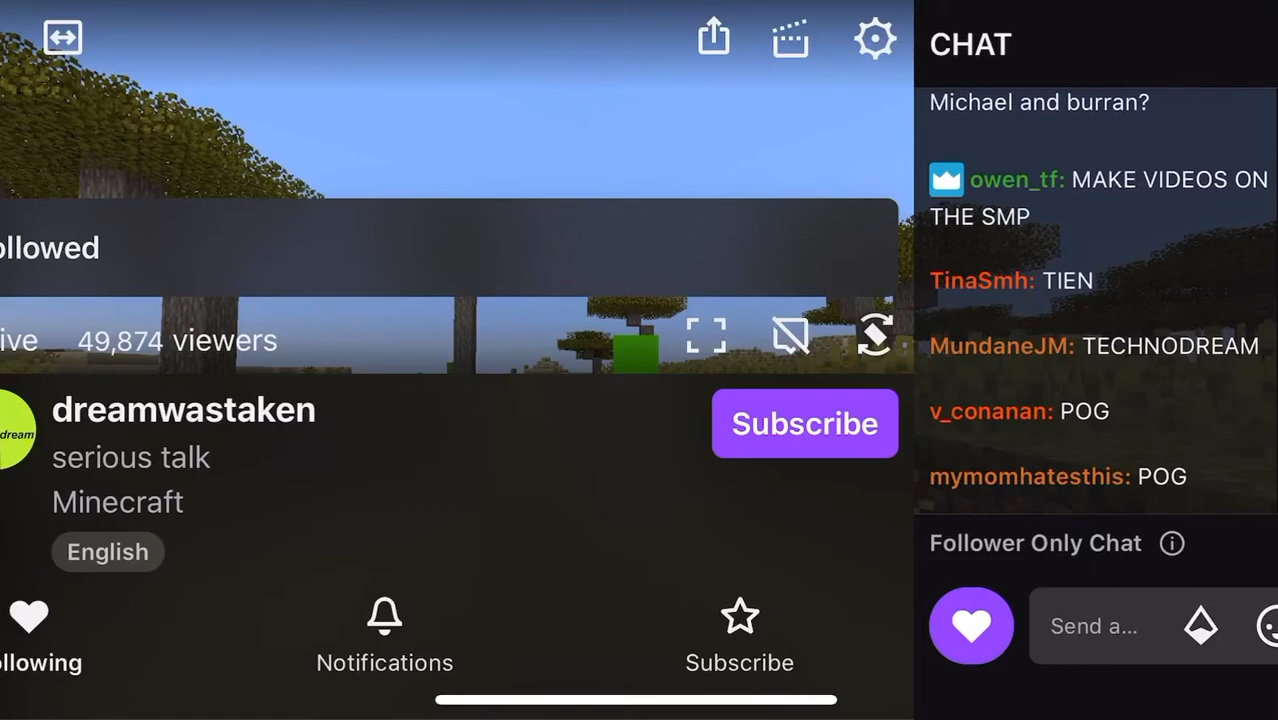 CHAT
Michael and burran?
owen_tf: MAKE VIDEOS ON
THE SMP
TinaSmh: TIEN
MundaneJM: TECHNODREAM
v_conanan: POG
mymomhatesthis: POG
Follower Only Chat
Send a...
ollowed
ive 49,874 viewers
dream
dreamwastaken
Subscribe
serious talk
Minecraft
English
ollowing
Notifications
Subscribe